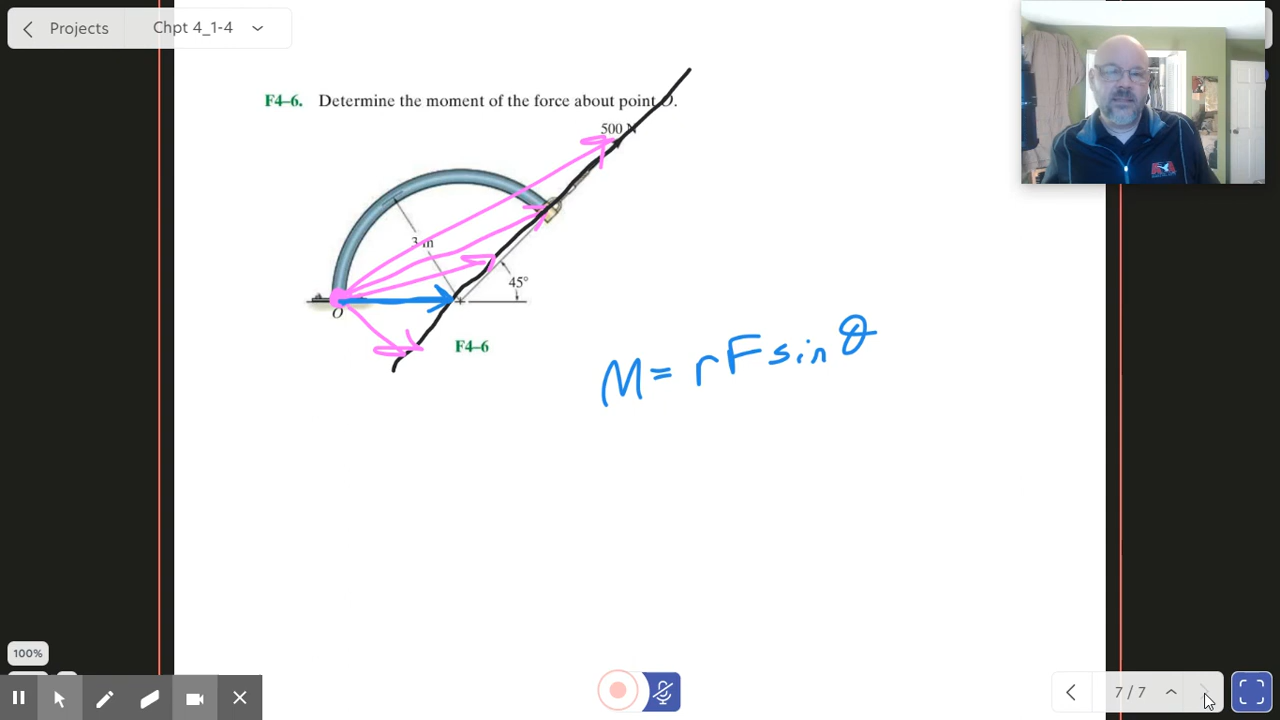 Projects
Chpt 4_1-4
F4–6. Determine the moment of the force about point O.
500 N
3 m
45°
O
F4–6
M = rF sin θ
100%
7 / 7